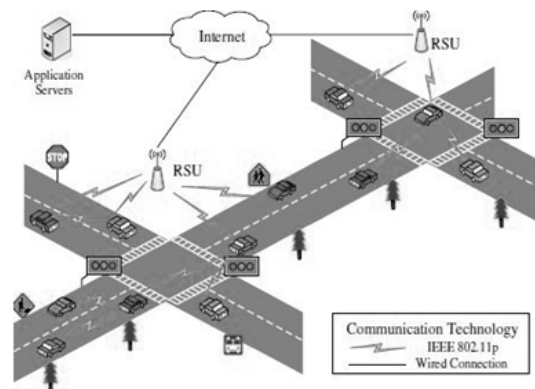 Internet
RSU
Application
Servers
STOP
RSU
Communication Technology
IEEE 802.11p
Wired Connection